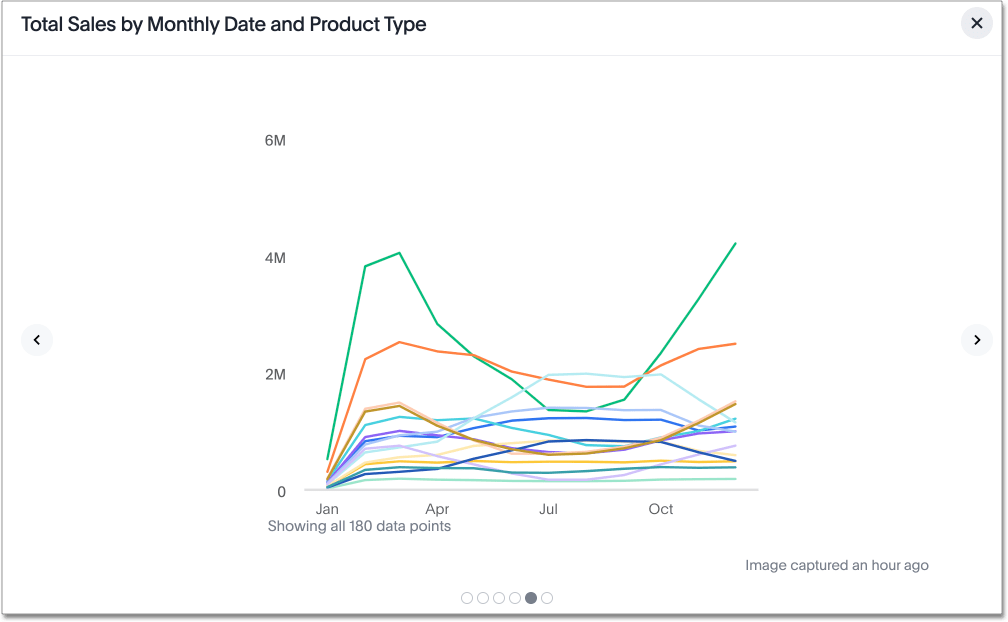 Total Sales by Monthly Date and Product Type
6M
4M
2M
0
Jan Apr Jul Oct
Showing all 180 data points
Image captured an hour ago